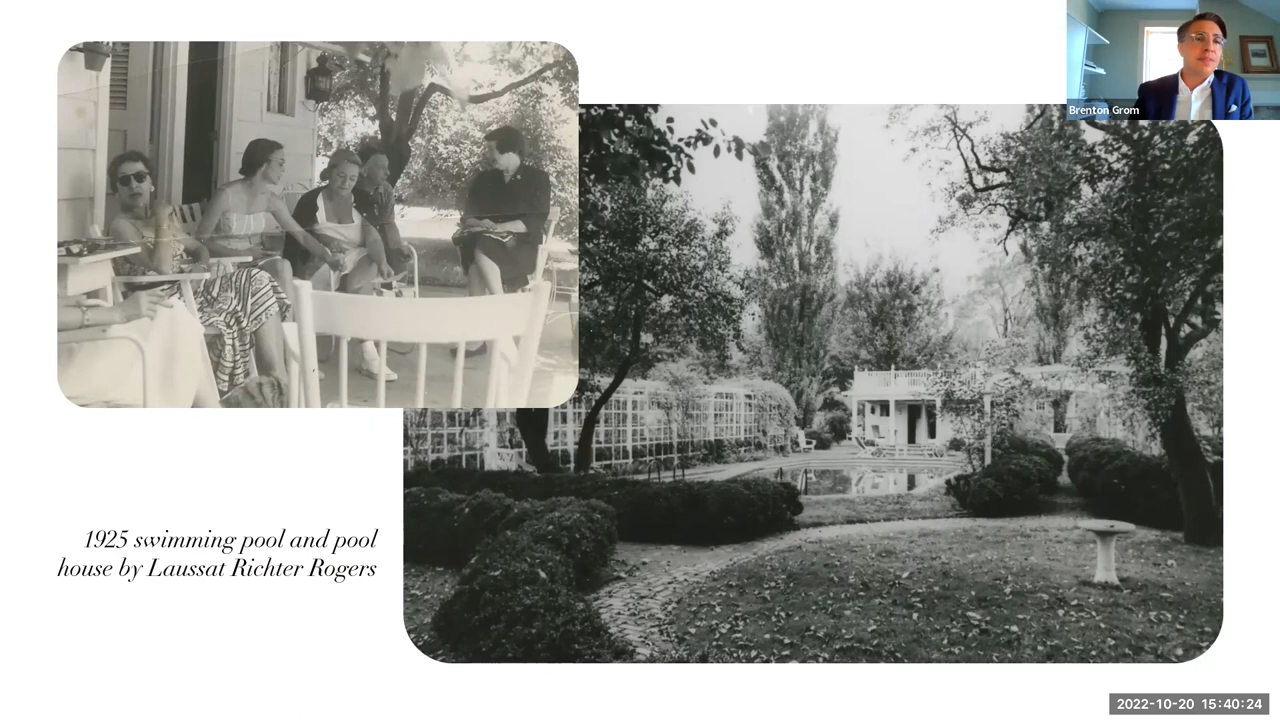 Brenton Grom
1925 swimming pool and pool
house by Laussat Richter Rogers
2022-10-20 15:40:24